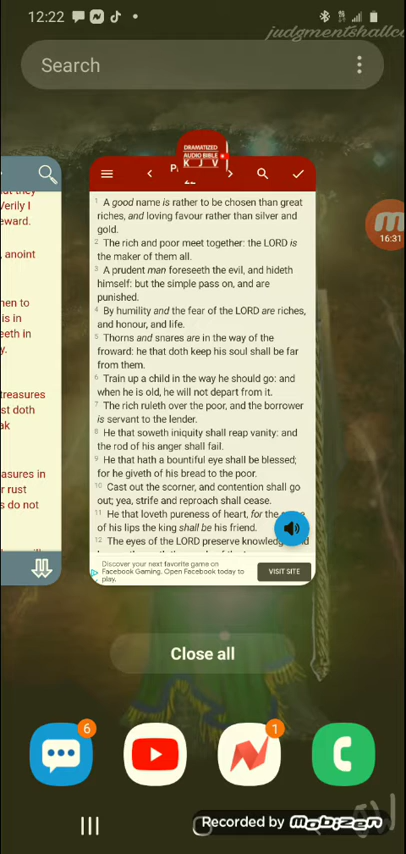 12:22
judgmentshallco
Search
DRAMATIZED
AUDIO BIBLE
K J V
P
22
16:31
1 A good name is rather to be chosen than great
riches, and loving favour rather than silver and
gold.
2 The rich and poor meet together: the LORD is
the maker of them all.
3 A prudent man foreseeth the evil, and hideth
himself: but the simple pass on, and are
punished.
4 By humility and the fear of the LORD are riches,
and honour, and life.
5 Thorns and snares are in the way of the
froward: he that doth keep his soul shall be far
from them.
6 Train up a child in the way he should go: and
when he is old, he will not depart from it.
7 The rich ruleth over the poor, and the borrower
is servant to the lender.
8 He that soweth iniquity shall reap vanity: and
the rod of his anger shall fail.
9 He that hath a bountiful eye shall be blessed;
for he giveth of his bread to the poor.
10 Cast out the scorner, and contention shall go
out; yea, strife and reproach shall cease.
11 He that loveth pureness of heart, for the
of his lips the king shall be his friend.
12 The eyes of the LORD preserve knowledge
Verily I
eward.
, anoint
nen to
is in
eeth in
y.
treasures
st doth
ak
asures in
r rust
s do not
Discover your next favorite game on
Facebook Gaming. Open Facebook today to
play.
VISIT SITE
Close all
6
1
Recorded by Mobizen